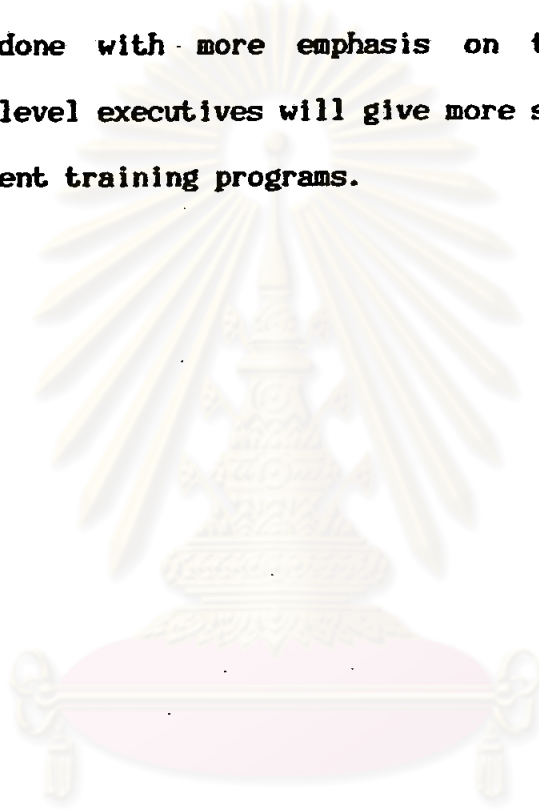 done with more emphasis on
level executives will give more
ent training programs.